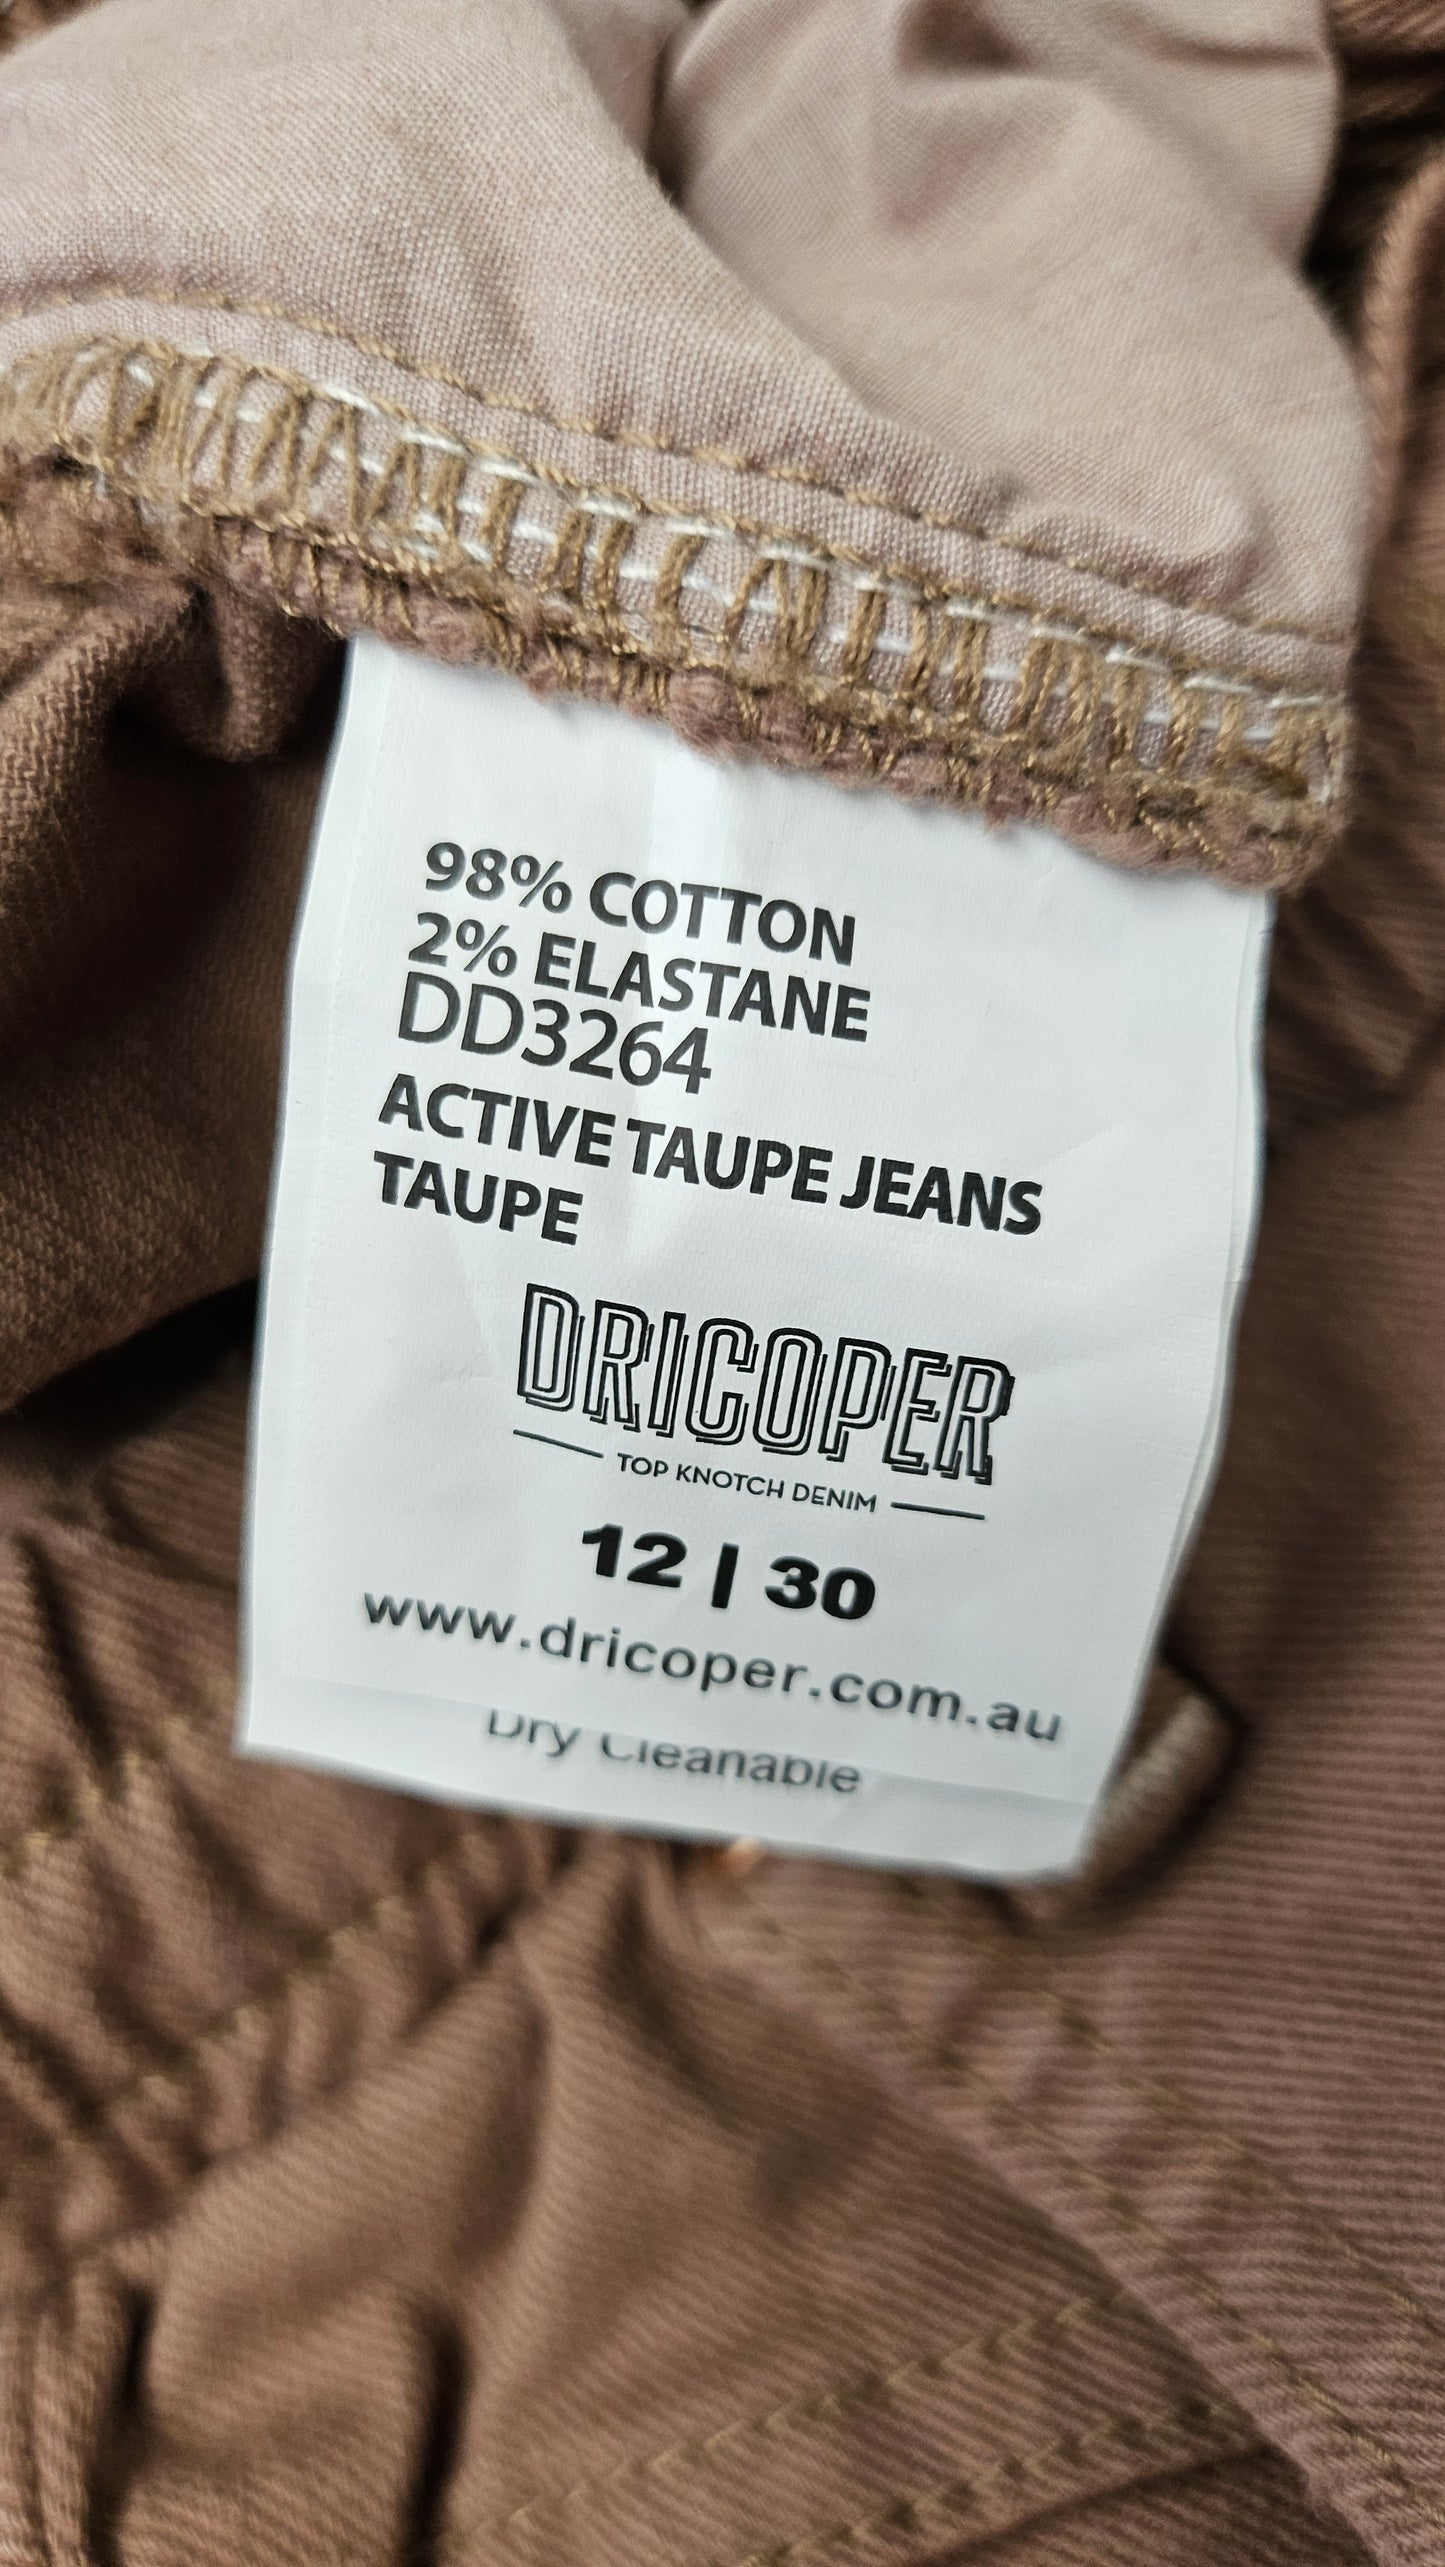 98% COTTON
2% ELASTANE
DD3264
ACTIVE TAUPE JEANS
TAUPE
DRICOPER
TOP KNOTCH DENIM
12 | 30
www.dricoper.com.au
Dry Cleanable